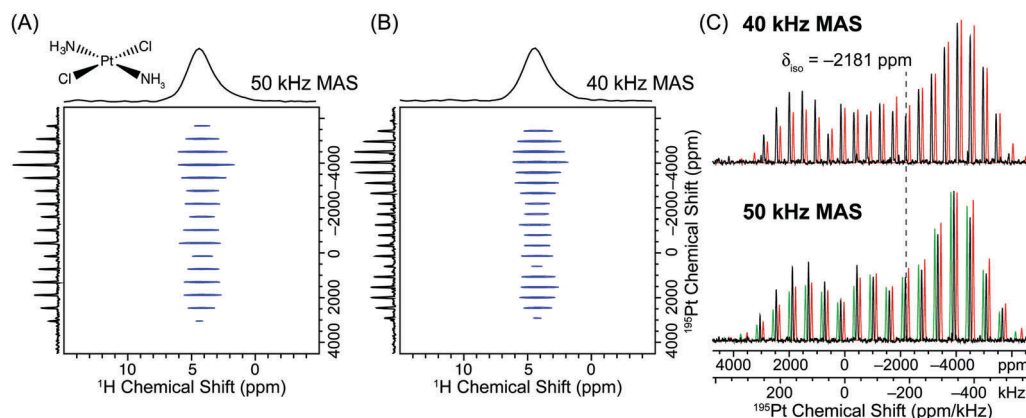 (A)
H₃N
Cl
Pt
Cl
NH₃
50 kHz MAS
−4000
−2000
0
2000
4000
10
5
0
¹H Chemical Shift (ppm)
(B)
40 kHz MAS
−4000
−2000
0
2000
4000
¹⁹⁵Pt Chemical Shift (ppm)
10
5
0
¹H Chemical Shift (ppm)
(C)
40 kHz MAS
δiso = −2181 ppm
50 kHz MAS
4000 2000 0 −2000 −4000 ppm
200 0 −200 −400 kHz
¹⁹⁵Pt Chemical Shift (ppm/kHz)